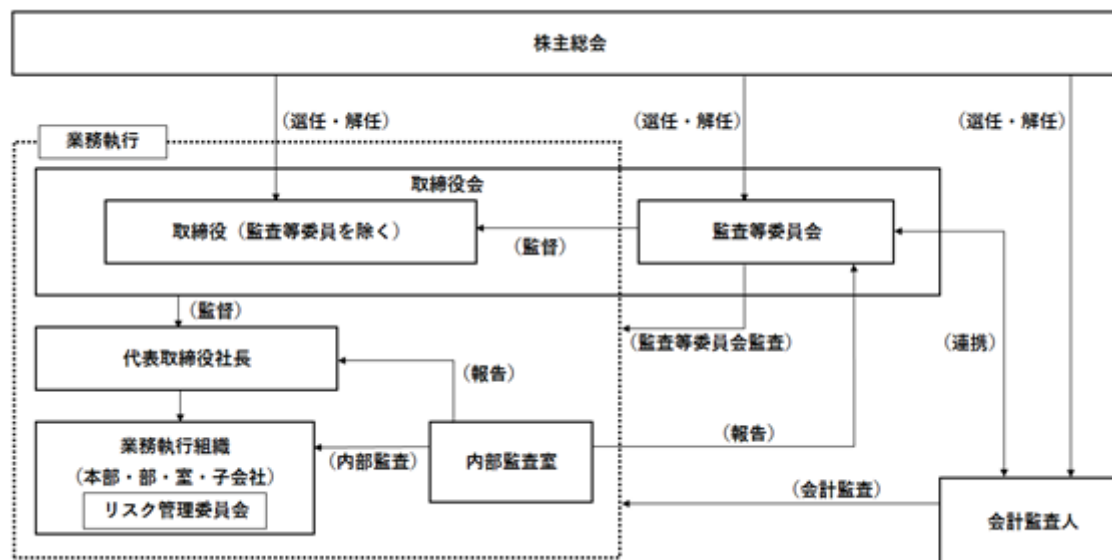 株主総会
（選任・解任）
（選任・解任）
（選任・解任）
業務執行
取締役会
取締役（監査等委員を除く）
監査等委員会
（監督）
（監督）
代表取締役社長
（監査等委員会監査）
（連携）
（報告）
業務執行組織
（本部・部・室・子会社）
リスク管理委員会
（内部監査）
内部監査室
（報告）
（会計監査）
会計監査人